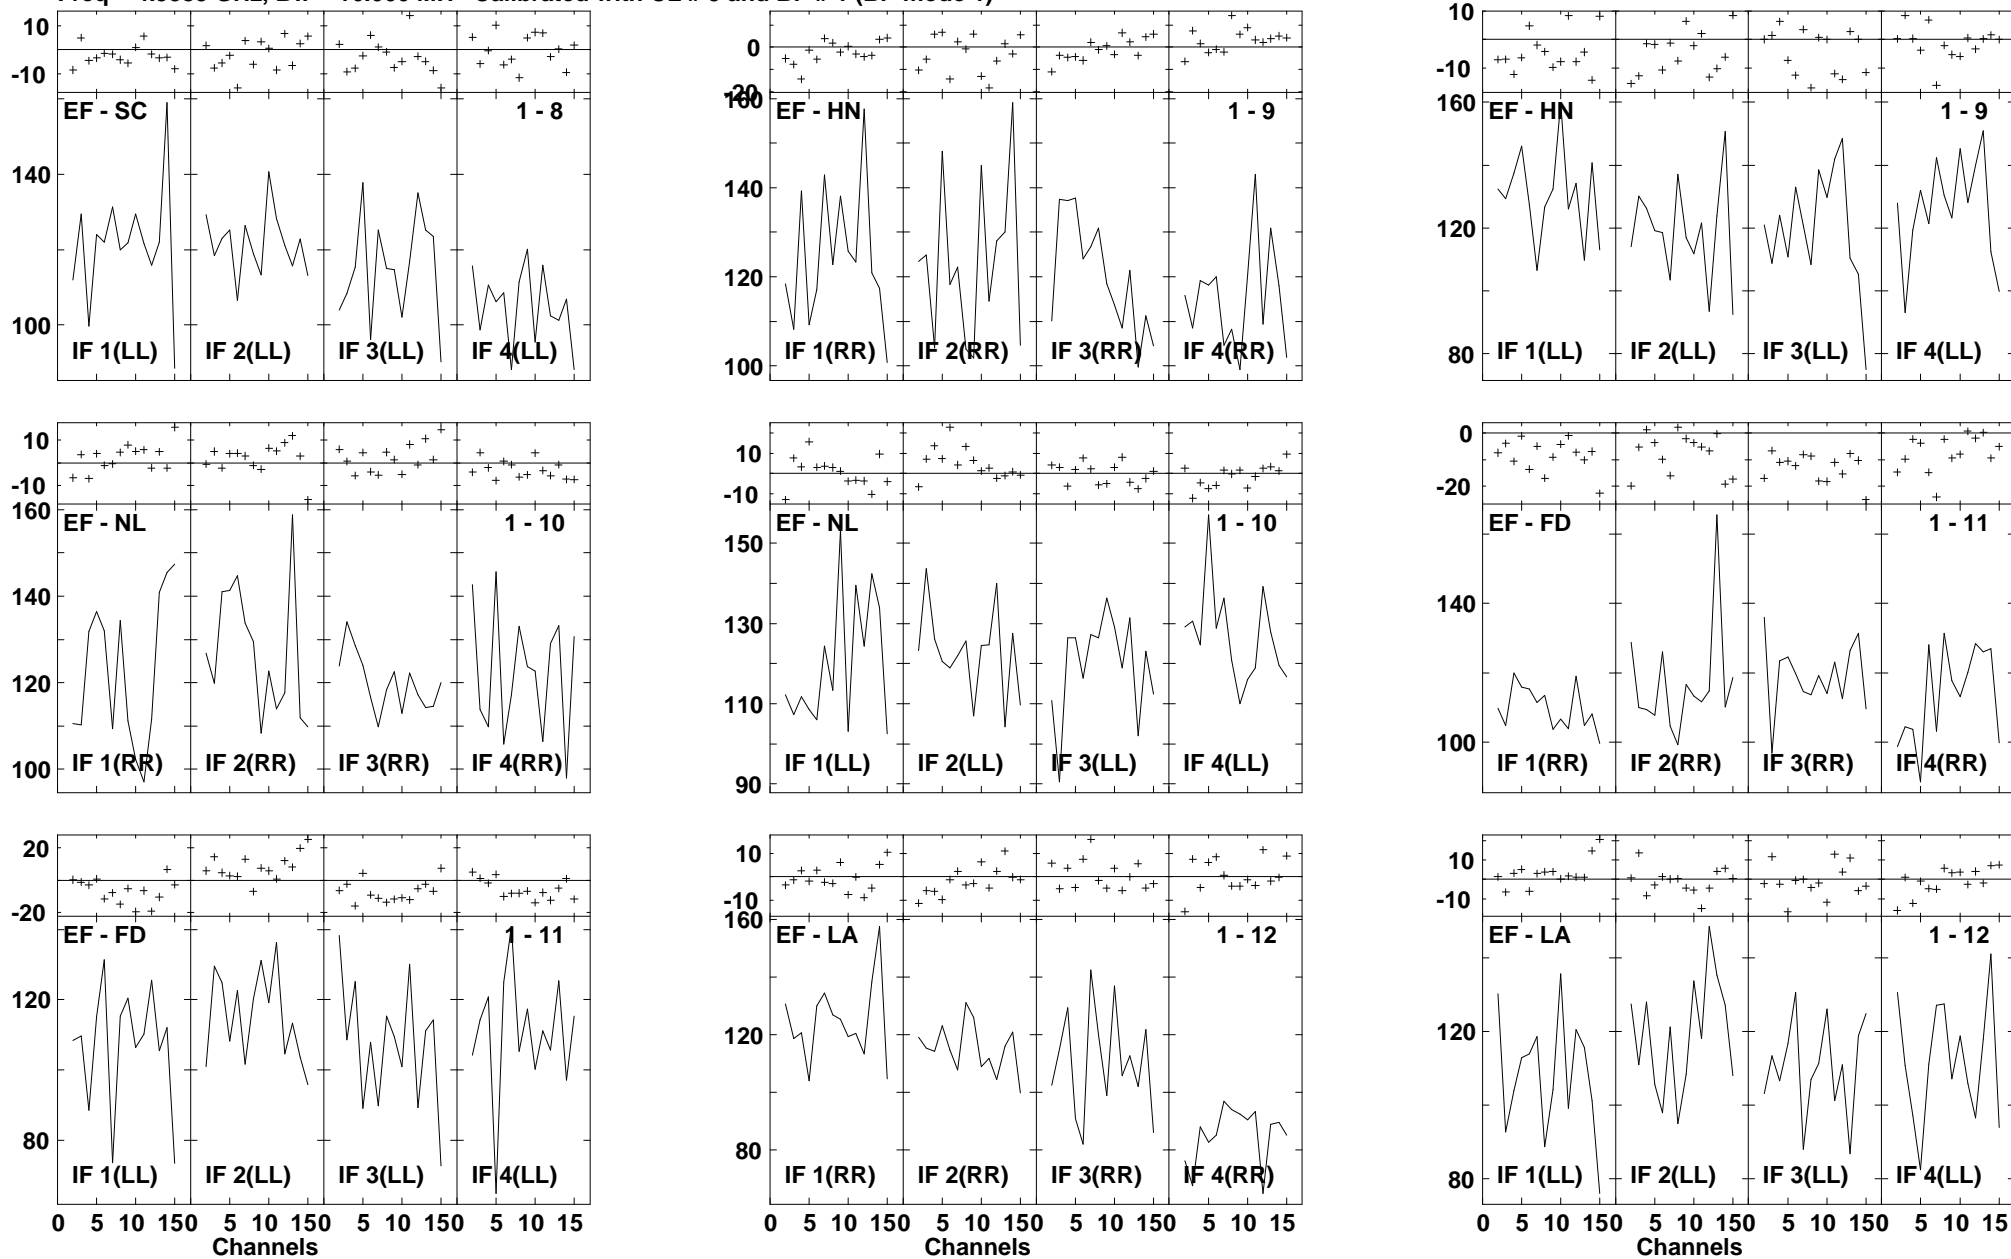 10
-10
EF - SC 1 - 8
140
100
IF 1(LL) IF 2(LL) IF 3(LL) IF 4(LL)
10
0
-20
160
EF - HN 1 - 9
140
120
100
IF 1(RR) IF 2(RR) IF 3(RR) IF 4(RR)
10
-10
160
EF - HN 1 - 9
120
80
IF 1(LL) IF 2(LL) IF 3(LL) IF 4(LL)
10
-10
160
EF - NL 1 - 10
140
120
100
IF 1(RR) IF 2(RR) IF 3(RR) IF 4(RR)
10
-10
EF - NL 1 - 10
150
130
110
90
IF 1(LL) IF 2(LL) IF 3(LL) IF 4(LL)
0
-20
EF - FD 1 - 11
140
100
IF 1(RR) IF 2(RR) IF 3(RR) IF 4(RR)
20
-20
EF - FD 1 - 11
120
80
IF 1(LL) IF 2(LL) IF 3(LL) IF 4(LL)
0 5 10 150 5 10 150 5 10 150 5 10 15
Channels
10
-10
160
EF - LA 1 - 12
120
80
IF 1(RR) IF 2(RR) IF 3(RR) IF 4(RR)
0 5 10 150 5 10 150 5 10 150 5 10 15
Channels
10
-10
EF - LA 1 - 12
120
80
IF 1(LL) IF 2(LL) IF 3(LL) IF 4(LL)
0 5 10 150 5 10 150 5 10 150 5 10 15
Channels